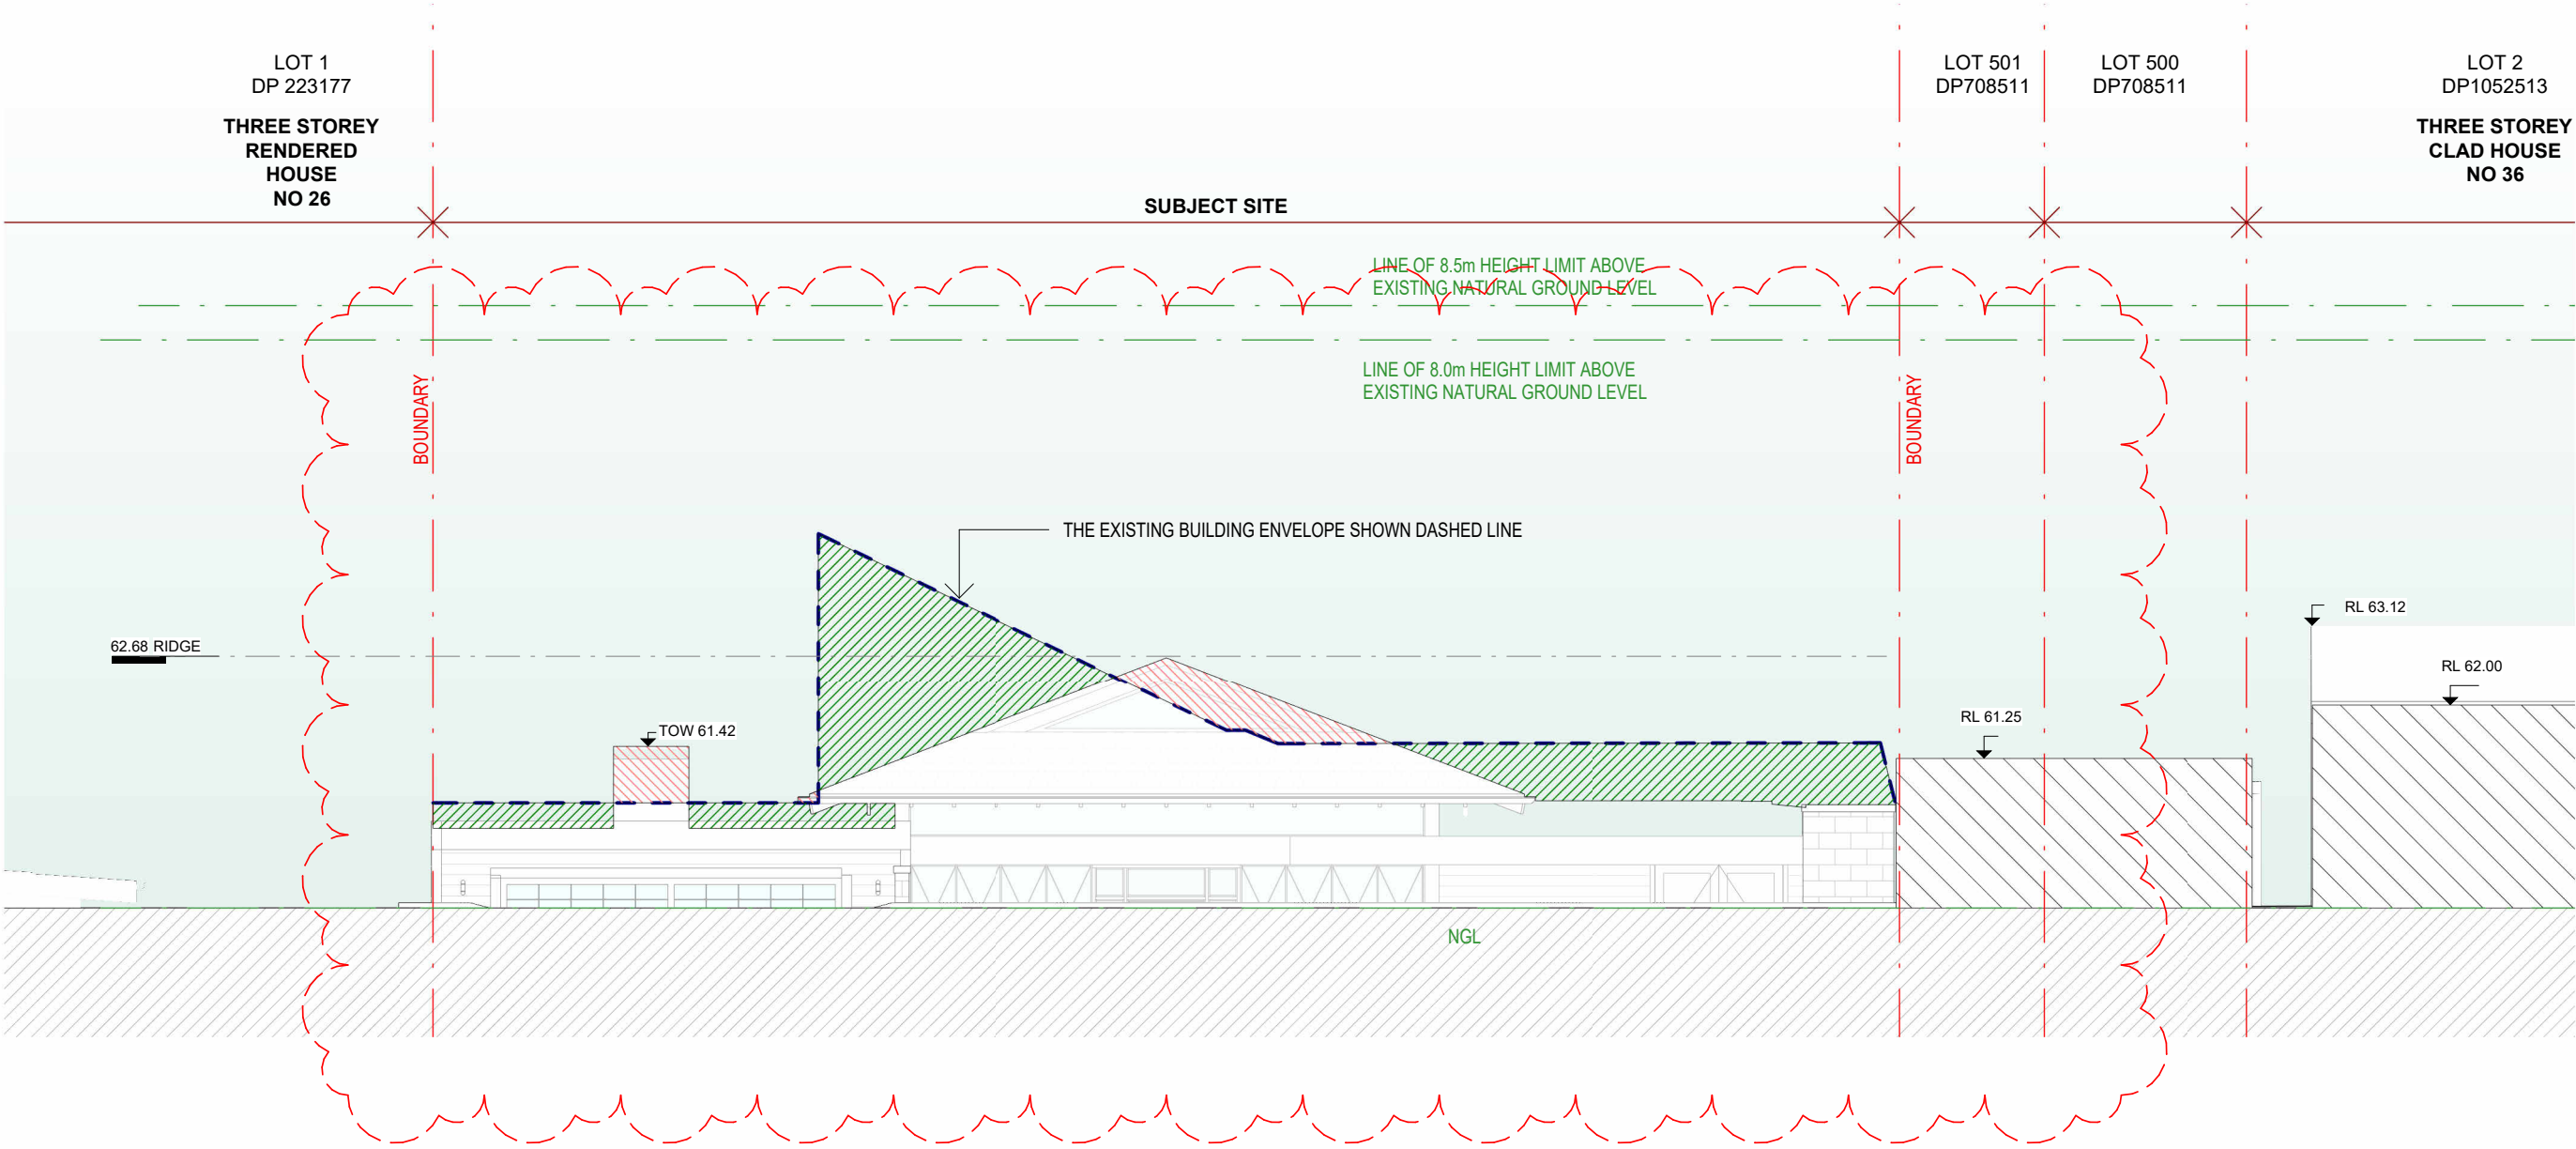 LOT 1
DP 223177
THREE STOREY
RENDERED
HOUSE
NO 26
SUBJECT SITE
LOT 501
DP708511
LOT 500
DP708511
LOT 2
DP1052513
THREE STOREY
CLAD HOUSE
NO 36
LINE OF 8.5m HEIGHT LIMIT ABOVE
EXISTING NATURAL GROUND LEVEL
LINE OF 8.0m HEIGHT LIMIT ABOVE
EXISTING NATURAL GROUND LEVEL
BOUNDARY
BOUNDARY
THE EXISTING BUILDING ENVELOPE SHOWN DASHED LINE
62.68 RIDGE
TOW 61.42
RL 61.25
RL 63.12
RL 62.00
NGL